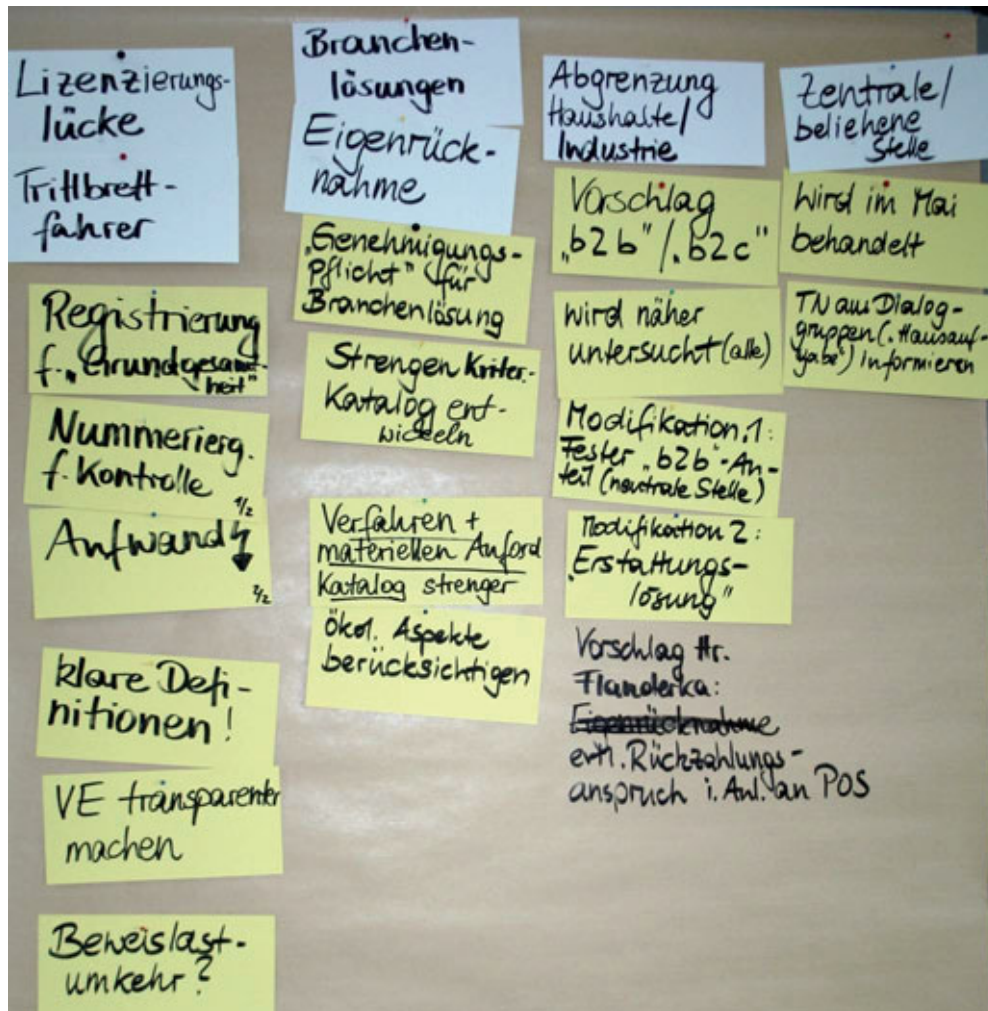 Lizenzierungs-
lücke
Trittbrett-
fahrer
Registrierung
f. „Grundgesamt-
heit"
Nummerierg.
f. Kontrolle
1/2
Aufwand
2/2
klare Defi-
nitionen!
VE transparenter
machen
Beweislast-
umkehr?
Branchen-
lösungen
Eigenrück-
nahme
„Genehmigungs-
Pflicht" für
Branchenlösung
Strengen Kriter.-
Katalog ent-
wickeln
Verfahren +
materiellen Anford
Katalog strenger
Ökol. Aspekte
berücksichtigen
Abgrenzung
Haushalte/
Industrie
Vorschlag
„b2b"/„b2c"
wird näher
untersucht (alle)
Modifikation 1:
Fester „b2b"-An-
teil (neutrale Stelle)
Modifikation 2:
„Erstattungs-
lösung"
Vorschlag Hr.
Flanderka:
Eigenrücknahme
evtl. Rückzahlungs-
anspruch i. Anl. an POS
Zentrale/
beliehene
Stelle
Wird im Mai
behandelt
TN aus Dialog-
gruppen („Hausauf-
gabe") informieren